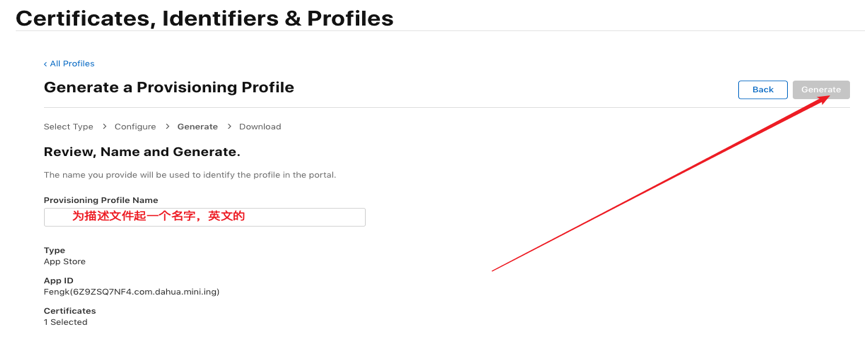 Certificates, Identifiers & Profiles
‹ All Profiles
Generate a Provisioning Profile
Back
Generate
Select Type > Configure > Generate > Download
Review, Name and Generate.
The name you provide will be used to identify the profile in the portal.
Provisioning Profile Name
为描述文件起一个名字，英文的
Type
App Store
App ID
Fengk(6Z9ZSQ7NF4.com.dahua.mini.ing)
Certificates
1 Selected